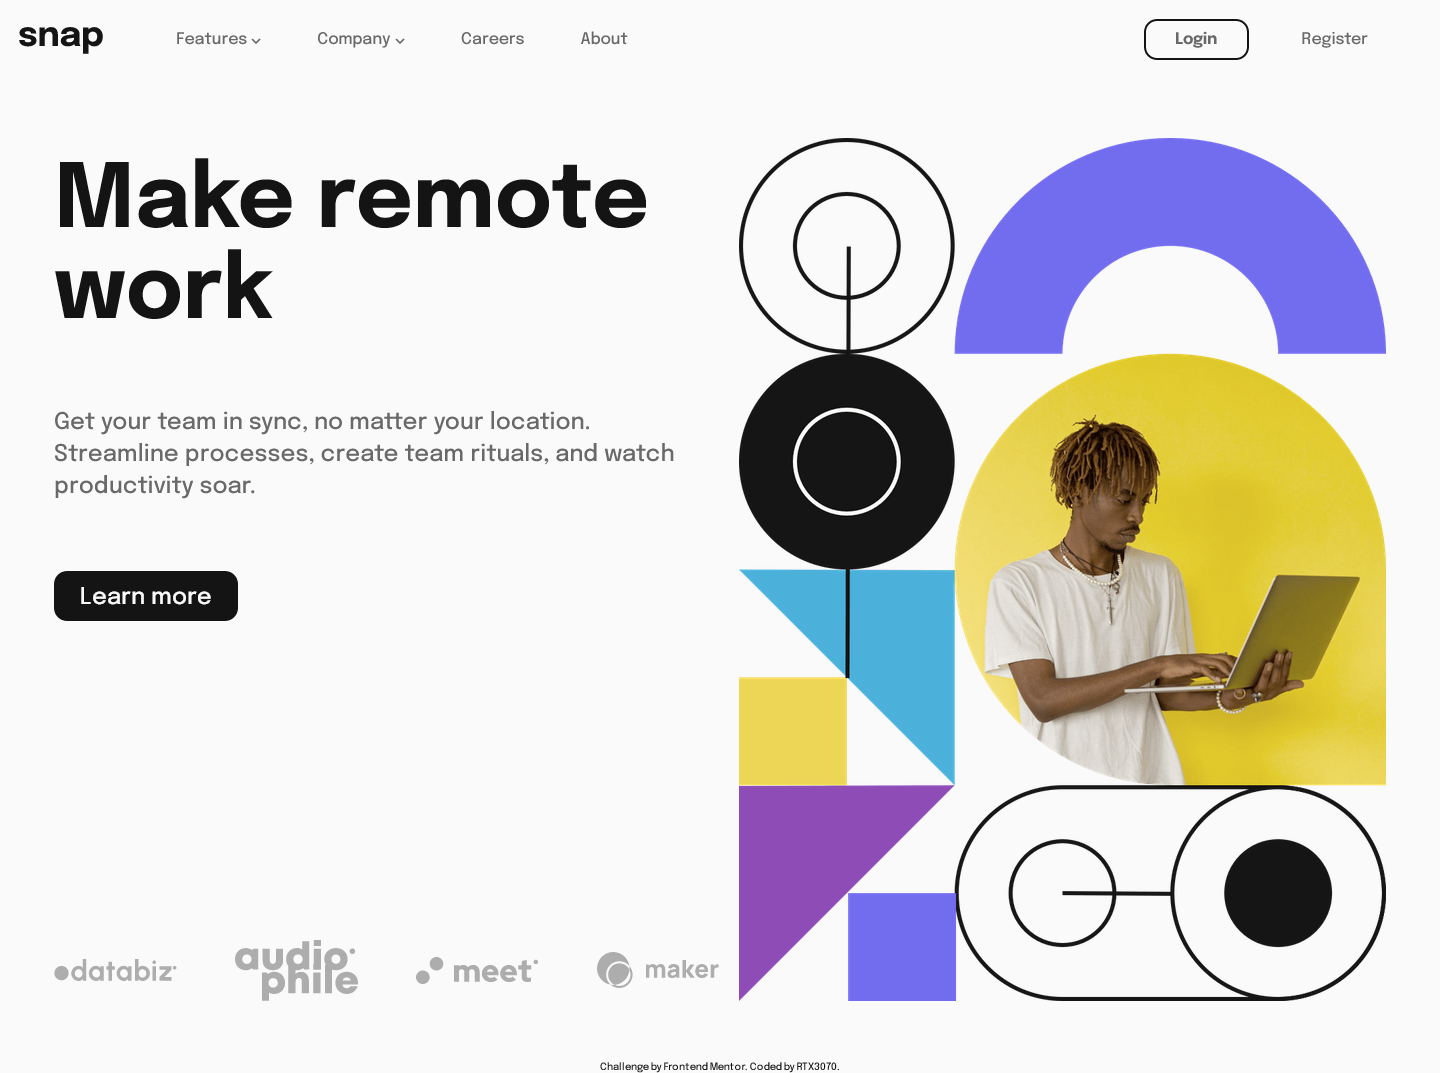 snap
Features
Company
Careers
About
Login
Register
Make remote
work
Get your team in sync, no matter your location.
Streamline processes, create team rituals, and watch
productivity soar.
Learn more
databiz
audiophile
meet
maker
Challenge by Frontend Mentor. Coded by RTX3070.